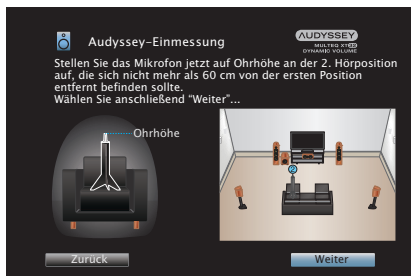 Audyssey-Einmessung
AUDYSSEY
MULTEQ XT32
DYNAMIC VOLUME
Stellen Sie das Mikrofon jetzt auf Ohrhöhe an der 2. Hörposition
auf, die sich nicht mehr als 60 cm von der ersten Position
entfernt befinden sollte.
Wählen Sie anschließend “Weiter”...
Ohrhöhe
2
Zurück
Weiter